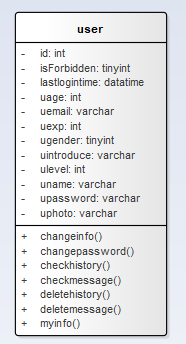 user
- id: int
- isForbidden: tinyint
- lastlogintime: datatime
- uage: int
- uemail: varchar
- uexp: int
- ugender: tinyint
- uintroduce: varchar
- ulevel: int
- uname: varchar
- upassword: varchar
- uphoto: varchar
+ changeinfo()
+ changepassword()
+ checkhistory()
+ checkmessage()
+ deletehistory()
+ deletemessage()
+ myinfo()